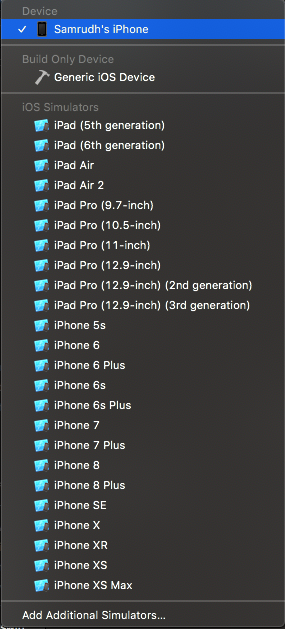 Device
✓ Samrudh's iPhone
Build Only Device
Generic iOS Device
iOS Simulators
iPad (5th generation)
iPad (6th generation)
iPad Air
iPad Air 2
iPad Pro (9.7-inch)
iPad Pro (10.5-inch)
iPad Pro (11-inch)
iPad Pro (12.9-inch)
iPad Pro (12.9-inch) (2nd generation)
iPad Pro (12.9-inch) (3rd generation)
iPhone 5s
iPhone 6
iPhone 6 Plus
iPhone 6s
iPhone 6s Plus
iPhone 7
iPhone 7 Plus
iPhone 8
iPhone 8 Plus
iPhone SE
iPhone X
iPhone XR
iPhone XS
iPhone XS Max
Add Additional Simulators...